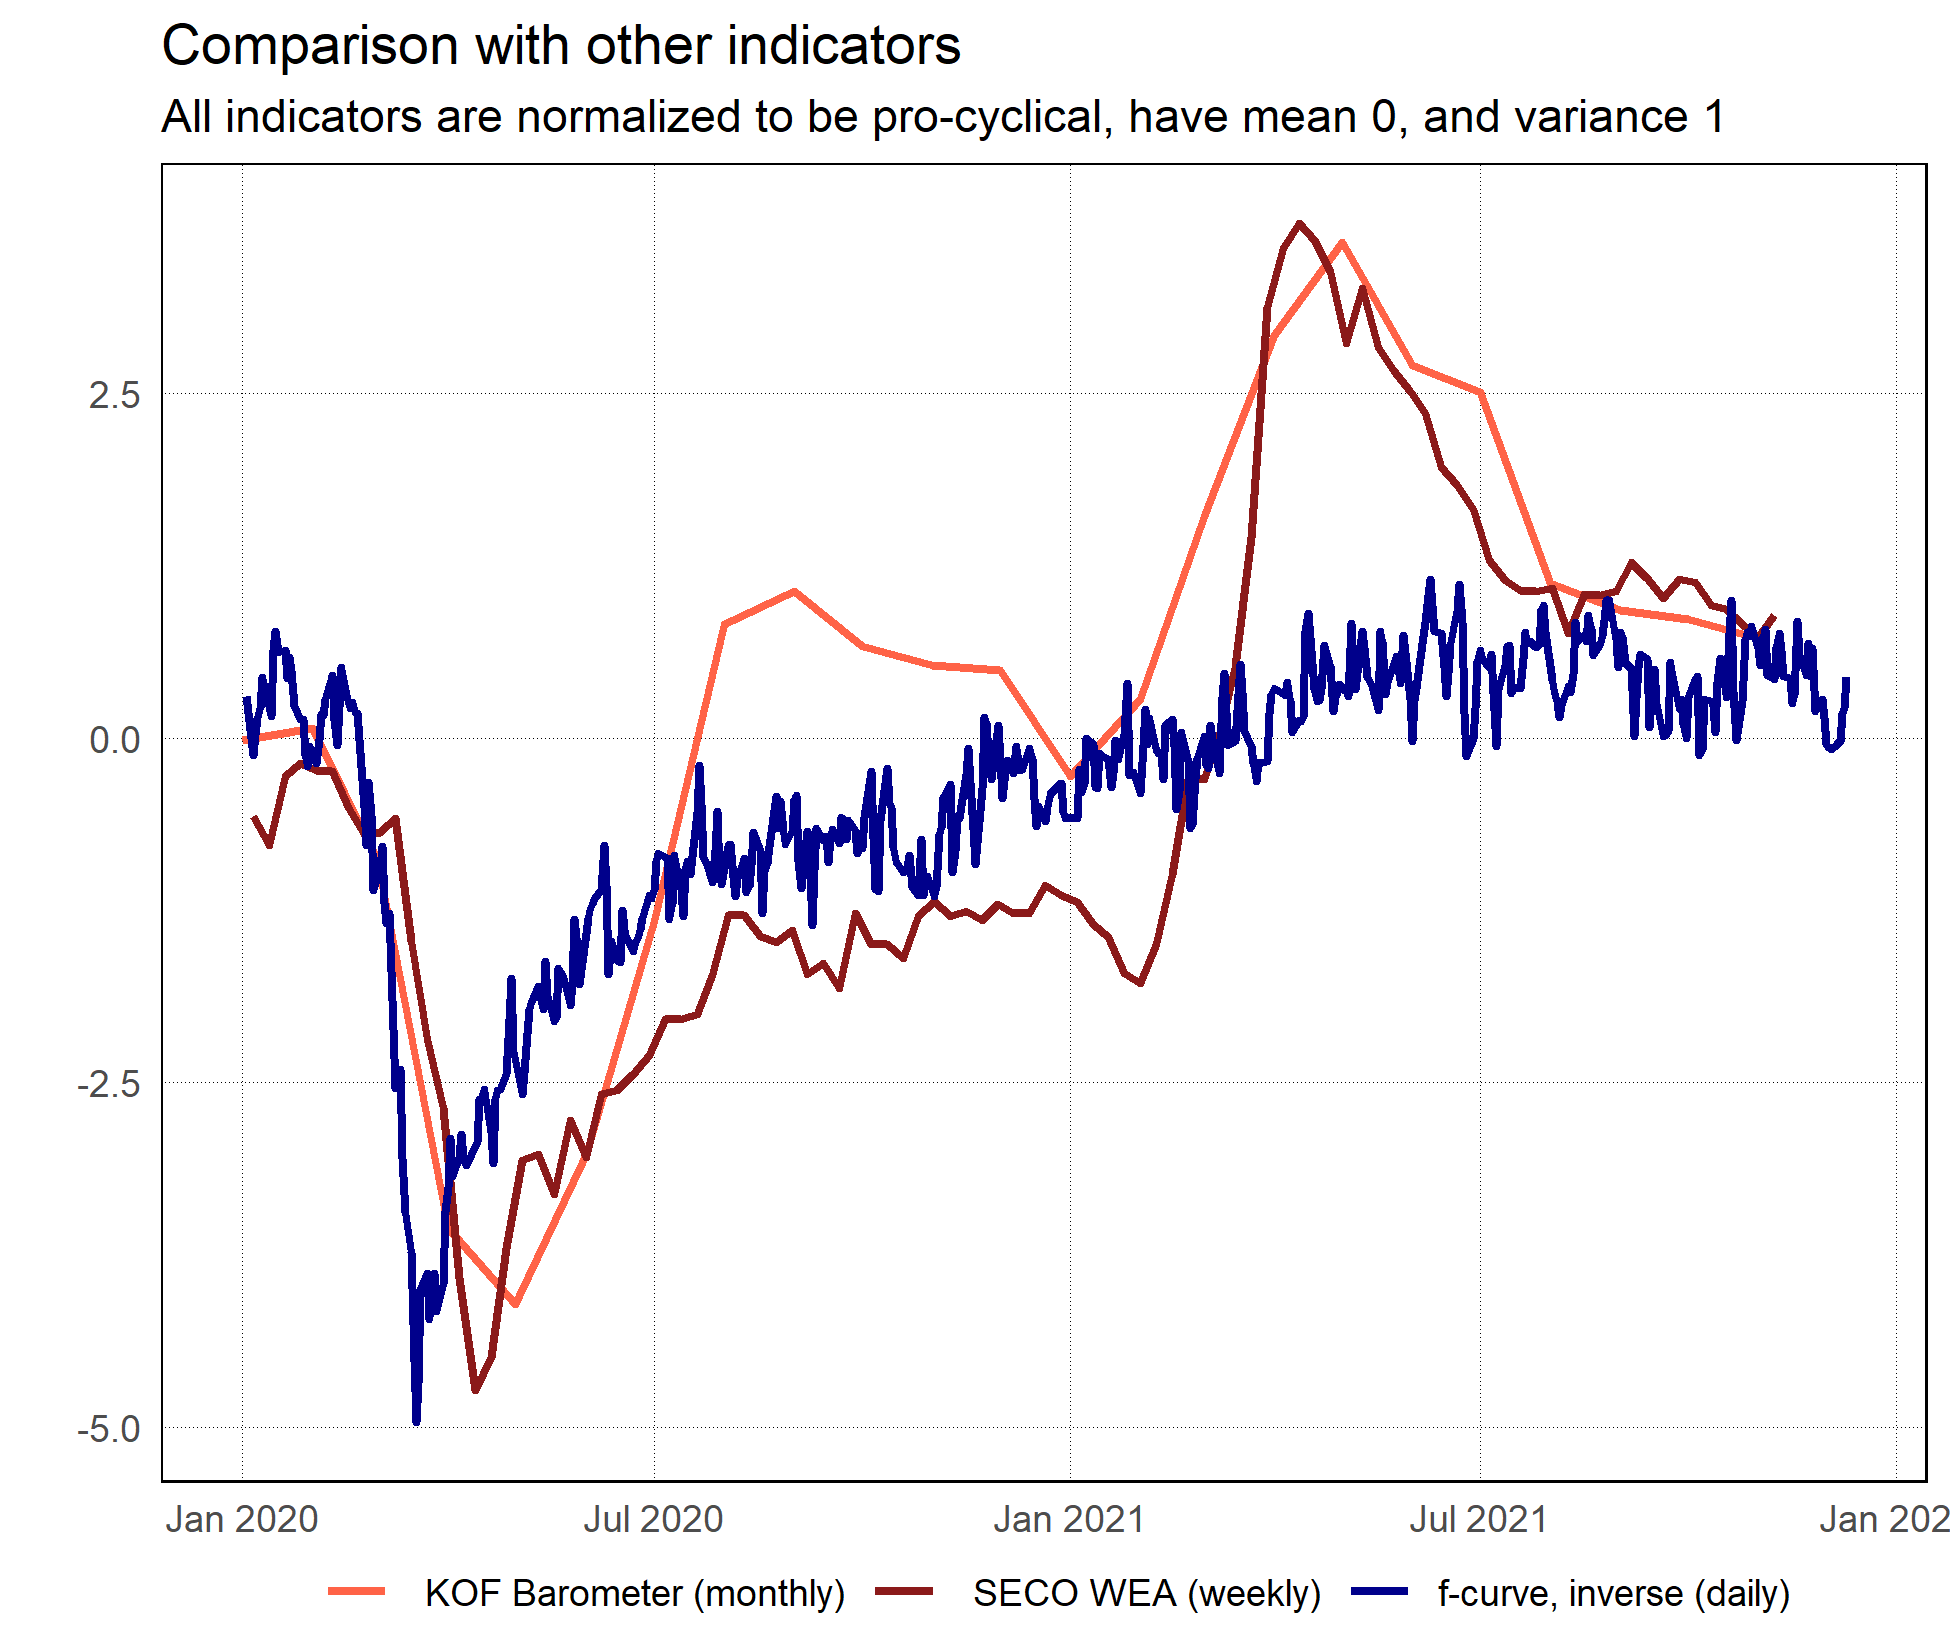 Comparison with other indicators
All indicators are normalized to be pro-cyclical, have mean 0, and variance 1
2.5
0.0
-2.5
-5.0
Jan 2020 Jul 2020 Jan 2021 Jul 2021 Jan 202
KOF Barometer (monthly) SECO WEA (weekly) f-curve, inverse (daily)